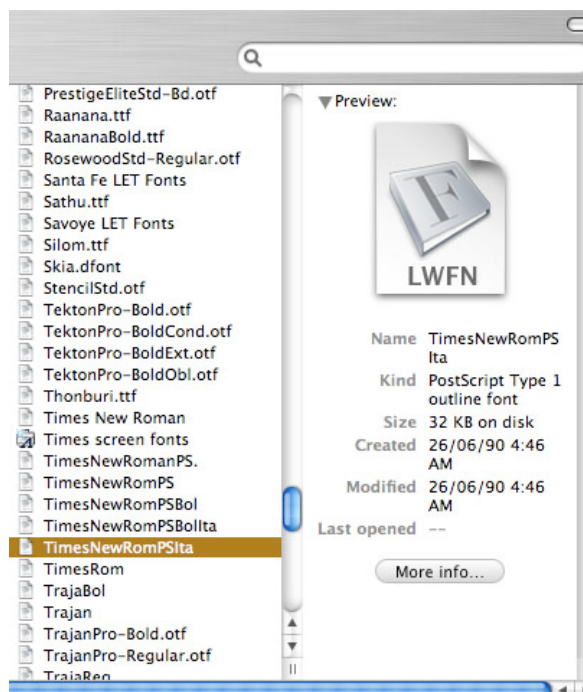 PrestigeEliteStd-Bd.otf
Raanana.ttf
RaananaBold.ttf
RosewoodStd-Regular.otf
Santa Fe LET Fonts
Sathu.ttf
Savoye LET Fonts
Silom.ttf
Skia.dfont
StencilStd.otf
TektonPro-Bold.otf
TektonPro-BoldCond.otf
TektonPro-BoldExt.otf
TektonPro-BoldObl.otf
Thonburi.ttf
Times New Roman
Times screen fonts
TimesNewRomanPS.
TimesNewRomPS
TimesNewRomPSBol
TimesNewRomPSBolIta
TimesNewRomPSIta
TimesRom
TrajaBol
Trajan
TrajanPro-Bold.otf
TrajanPro-Regular.otf
TrajaReg
Preview:
F
LWFN
Name TimesNewRomPS
Ita
Kind PostScript Type 1
outline font
Size 32 KB on disk
Created 26/06/90 4:46
AM
Modified 26/06/90 4:46
AM
Last opened --
More info...